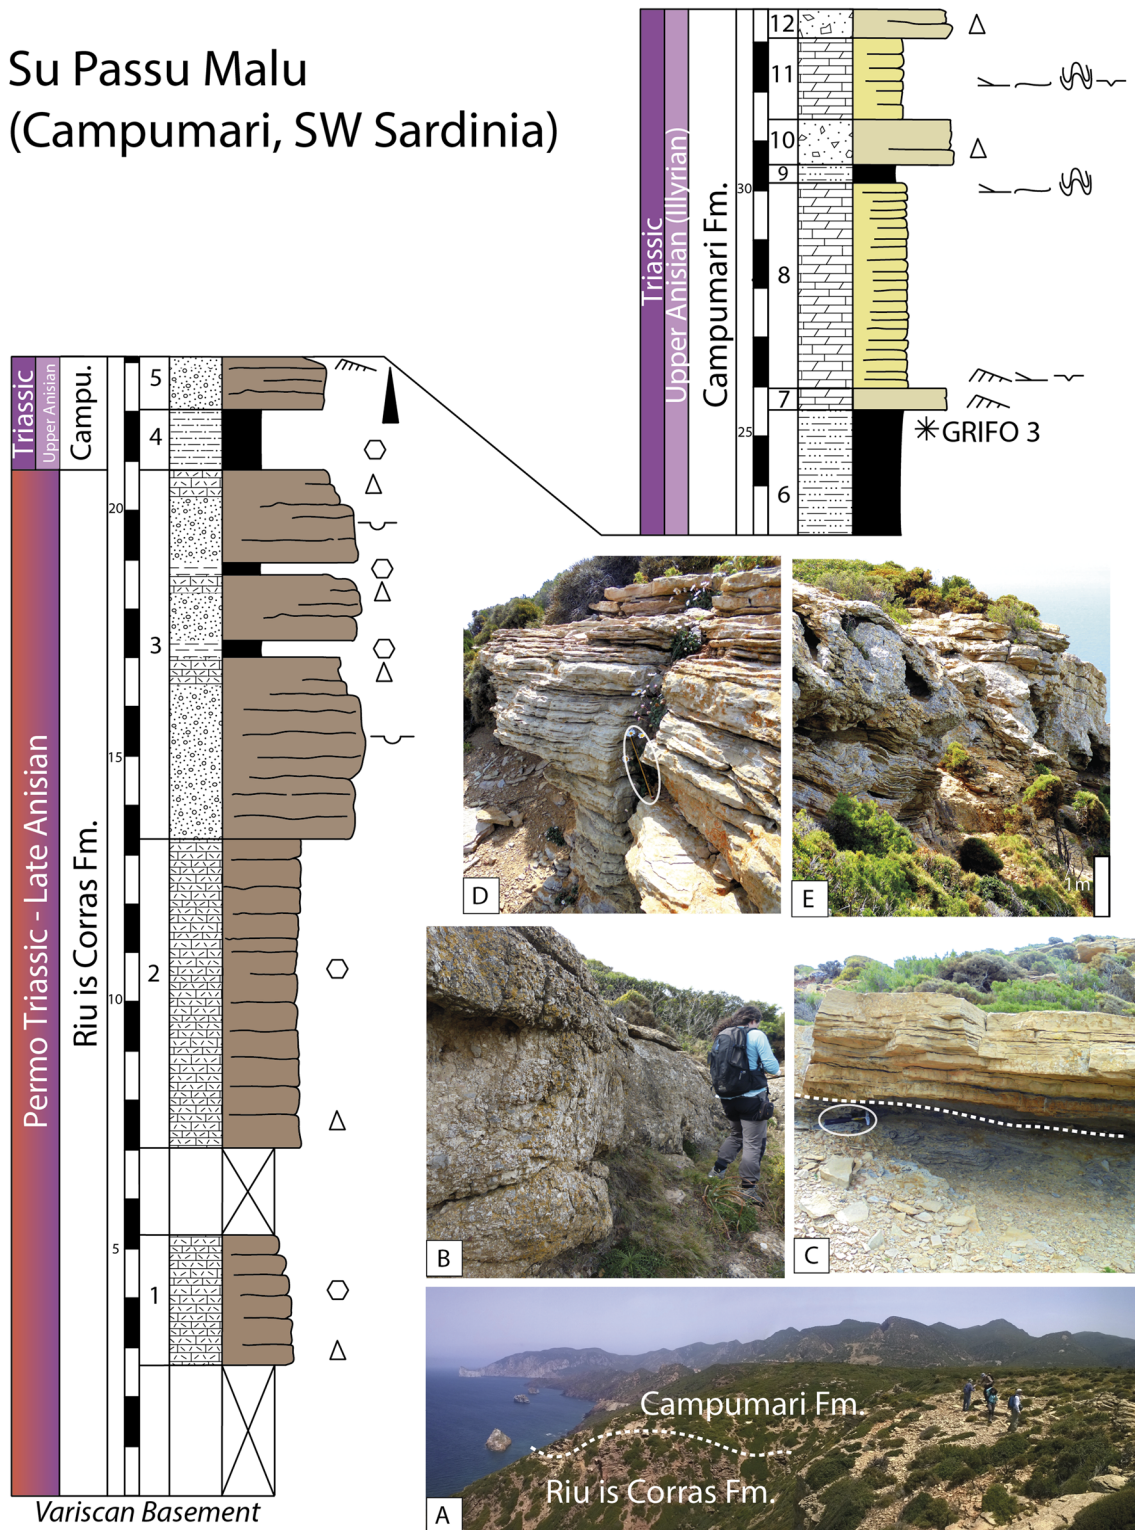 Su Passu Malu
(Campumari, SW Sardinia)
Triassic
Upper Anisian (Illyrian)
Campumari Fm.
12
11
10
9
30
8
7
25
6
GRIFO 3
Triassic
Upper Anisian
Campu.
5
4
Permo Triassic - Late Anisian
Riu is Corras Fm.
20
3
15
2
10
5
1
Variscan Basement
D
E
1m
B
C
Campumari Fm.
Riu is Corras Fm.
A